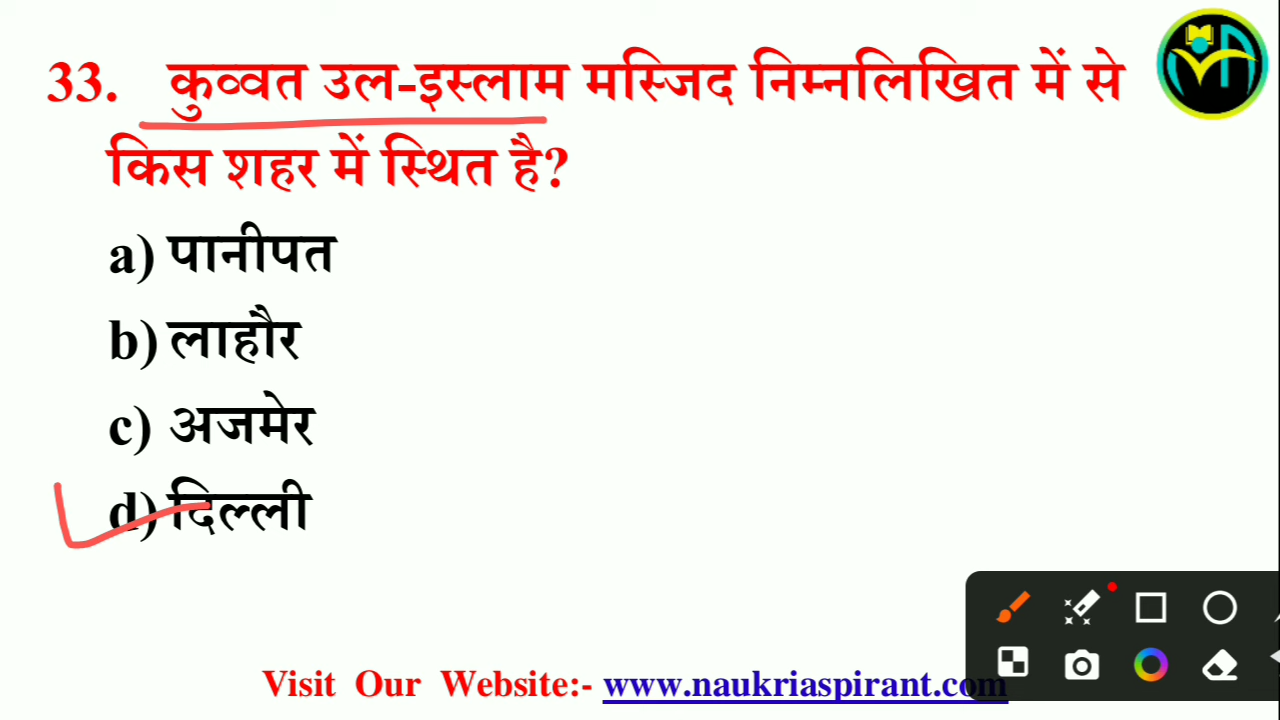 33. कुव्वत उल-इस्लाम मस्जिद निम्नलिखित में से
किस शहर में स्थित है?
a) पानीपत
b) लाहौर
c) अजमेर
d) दिल्ली
Visit Our Website:- www.naukriaspirant.com